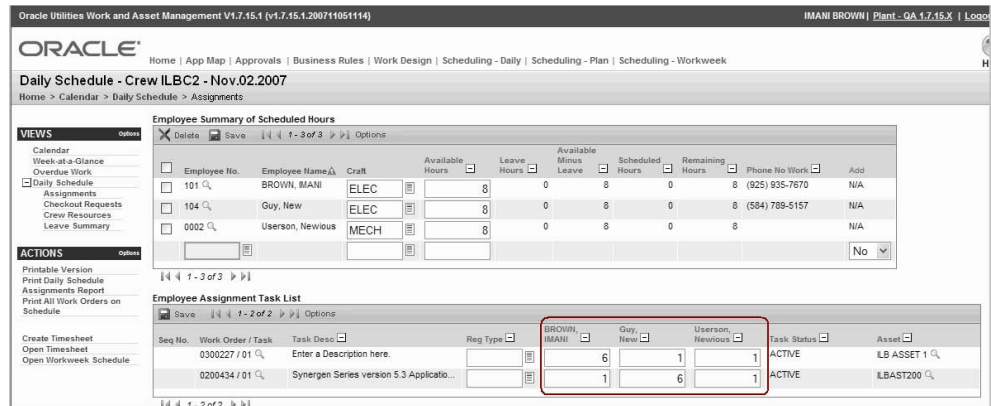 Oracle Utilities Work and Asset Management V1.7.15.1 (v1.7.15.1.200711051114) IMANI BROWN | Plant - QA 1.7.15.X | Logou
ORACLE
Home | App Map | Approvals | Business Rules | Work Design | Scheduling - Daily | Scheduling - Plan | Scheduling - Workweek
H
Daily Schedule - Crew ILBC2 - Nov.02.2007
Home > Calendar > Daily Schedule > Assignments
VIEWS Options
Calendar
Week-at-a-Glance
Overdue Work
Daily Schedule
Assignments
Checkout Requests
Crew Resources
Leave Summary
ACTIONS Options
Printable Version
Print Daily Schedule
Assignments Report
Print All Work Orders on
Schedule
Create Timesheet
Open Timesheet
Open Workweek Schedule
Employee Summary of Scheduled Hours
Delete Save 1 - 3 of 3 Options
Employee No. Employee Name Craft Available Hours Leave Hours Available Minus Leave Scheduled Hours Remaining Hours Phone No Work Add
101 BROWN, IMANI ELEC 8 0 8 0 8 (925) 935-7670 N/A
104 Guy, New ELEC 8 0 8 0 8 (584) 789-5157 N/A
0002 Userson, Newious MECH 8 0 8 0 8 N/A
No
1 - 3 of 3
Employee Assignment Task List
Save 1 - 2 of 2 Options
Seq No. Work Order / Task Task Desc Reg Type BROWN, IMANI Guy, New Userson, Newious Task Status Asset
0300227 / 01 Enter a Description here. 6 1 1 ACTIVE ILB ASSET 1
0200434 / 01 Synergen Series version 5.3 Applicatio... 1 6 1 ACTIVE ILBAST200
1 - 2 of 2